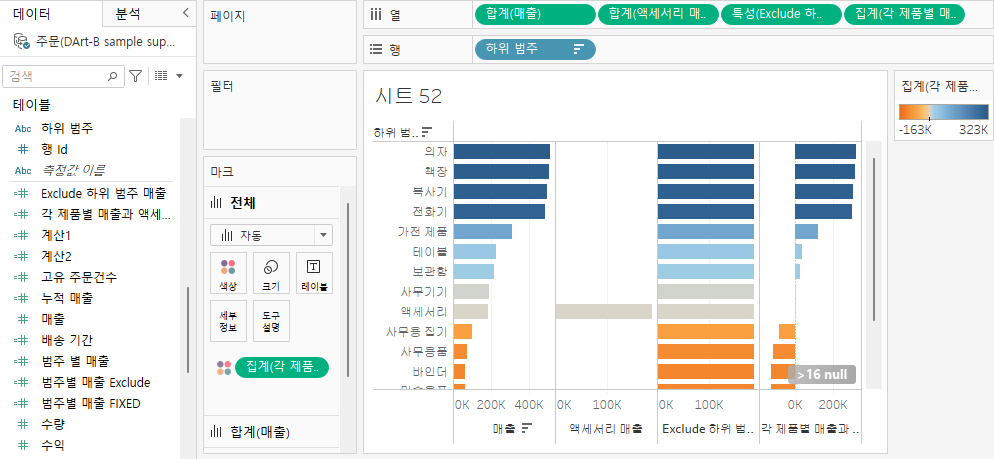 데이터
분석
주문(DArt-B sample sup...
검색
테이블
Abc 하위 범주
행 Id
Abc 측정값 이름
Exclude 하위 범주 매출
각 제품별 매출과 액세...
계산1
계산2
고유 주문건수
누적 매출
매출
배송 기간
범주 별 매출
범주별 매출 Exclude
범주별 매출 FIXED
수량
수익
페이지
필터
마크
전체
자동
색상
크기
레이블
세부
정보
도구
설명
집계(각 제품..
합계(매출)
열
합계(매출)
합계(액세서리 매..
특성(Exclude 하..
집계(각 제품별 매..
행
하위 범주
시트 52
하위 범..
의자
책장
복사기
전화기
가전 제품
테이블
보관함
사무기기
액세서리
사무용 집기
사무용품
바인더
>16 null
0K 200K 400K
0K 100K
0K 100K
0K 200K
매출
액세서리 매출
Exclude 하위 범..
각 제품별 매출과 ..
집계(각 제품...
-163K 323K